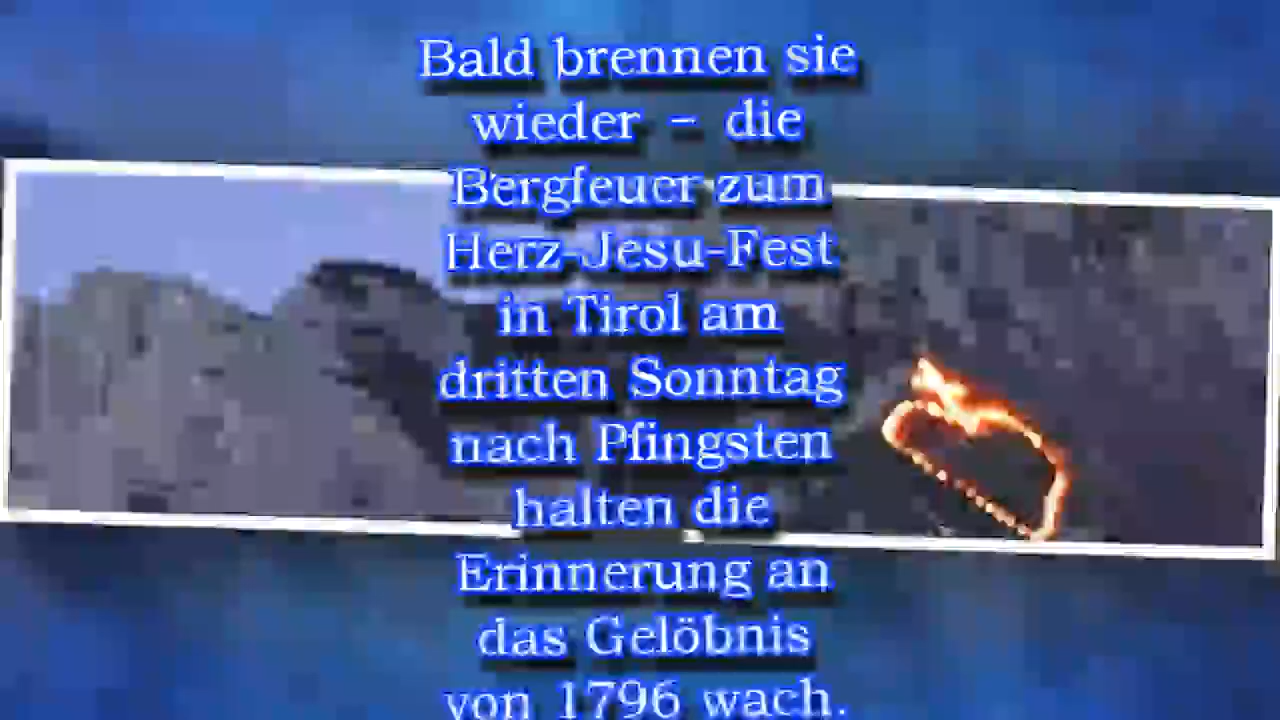 Bald brennen sie
wieder – die
Bergfeuer zum
Herz-Jesu-Fest
in Tirol am
dritten Sonntag
nach Pfingsten
halten die
Erinnerung an
das Gelöbnis
von 1796 wach.